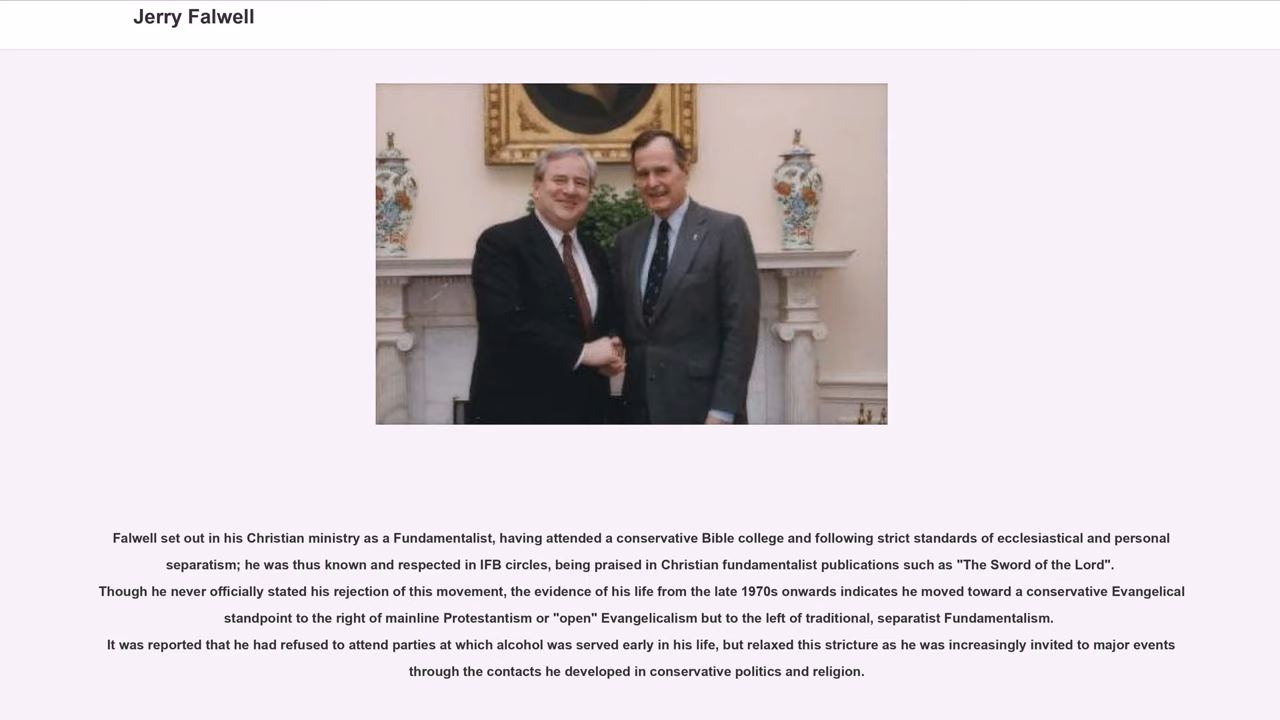 Jerry Falwell
Falwell set out in his Christian ministry as a Fundamentalist, having attended a conservative Bible college and following strict standards of ecclesiastical and personal
separatism; he was thus known and respected in IFB circles, being praised in Christian fundamentalist publications such as "The Sword of the Lord".
Though he never officially stated his rejection of this movement, the evidence of his life from the late 1970s onwards indicates he moved toward a conservative Evangelical
standpoint to the right of mainline Protestantism or "open" Evangelicalism but to the left of traditional, separatist Fundamentalism.
It was reported that he had refused to attend parties at which alcohol was served early in his life, but relaxed this stricture as he was increasingly invited to major events
through the contacts he developed in conservative politics and religion.